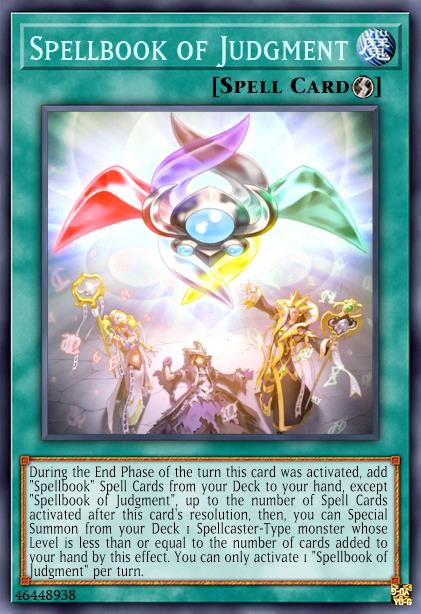 SPELLBOOK OF JUDGMENT
魔
[SPELL CARD]
During the End Phase of the turn this card was activated, add
"Spellbook" Spell Cards from your Deck to your hand, except
"Spellbook of Judgment", up to the number of Spell Cards
activated after this card's resolution, then, you can Special
Summon from your Deck 1 Spellcaster-Type monster whose
Level is less than or equal to the number of cards added to
your hand by this effect. You can only activate 1 "Spellbook of
Judgment" per turn.
46448938